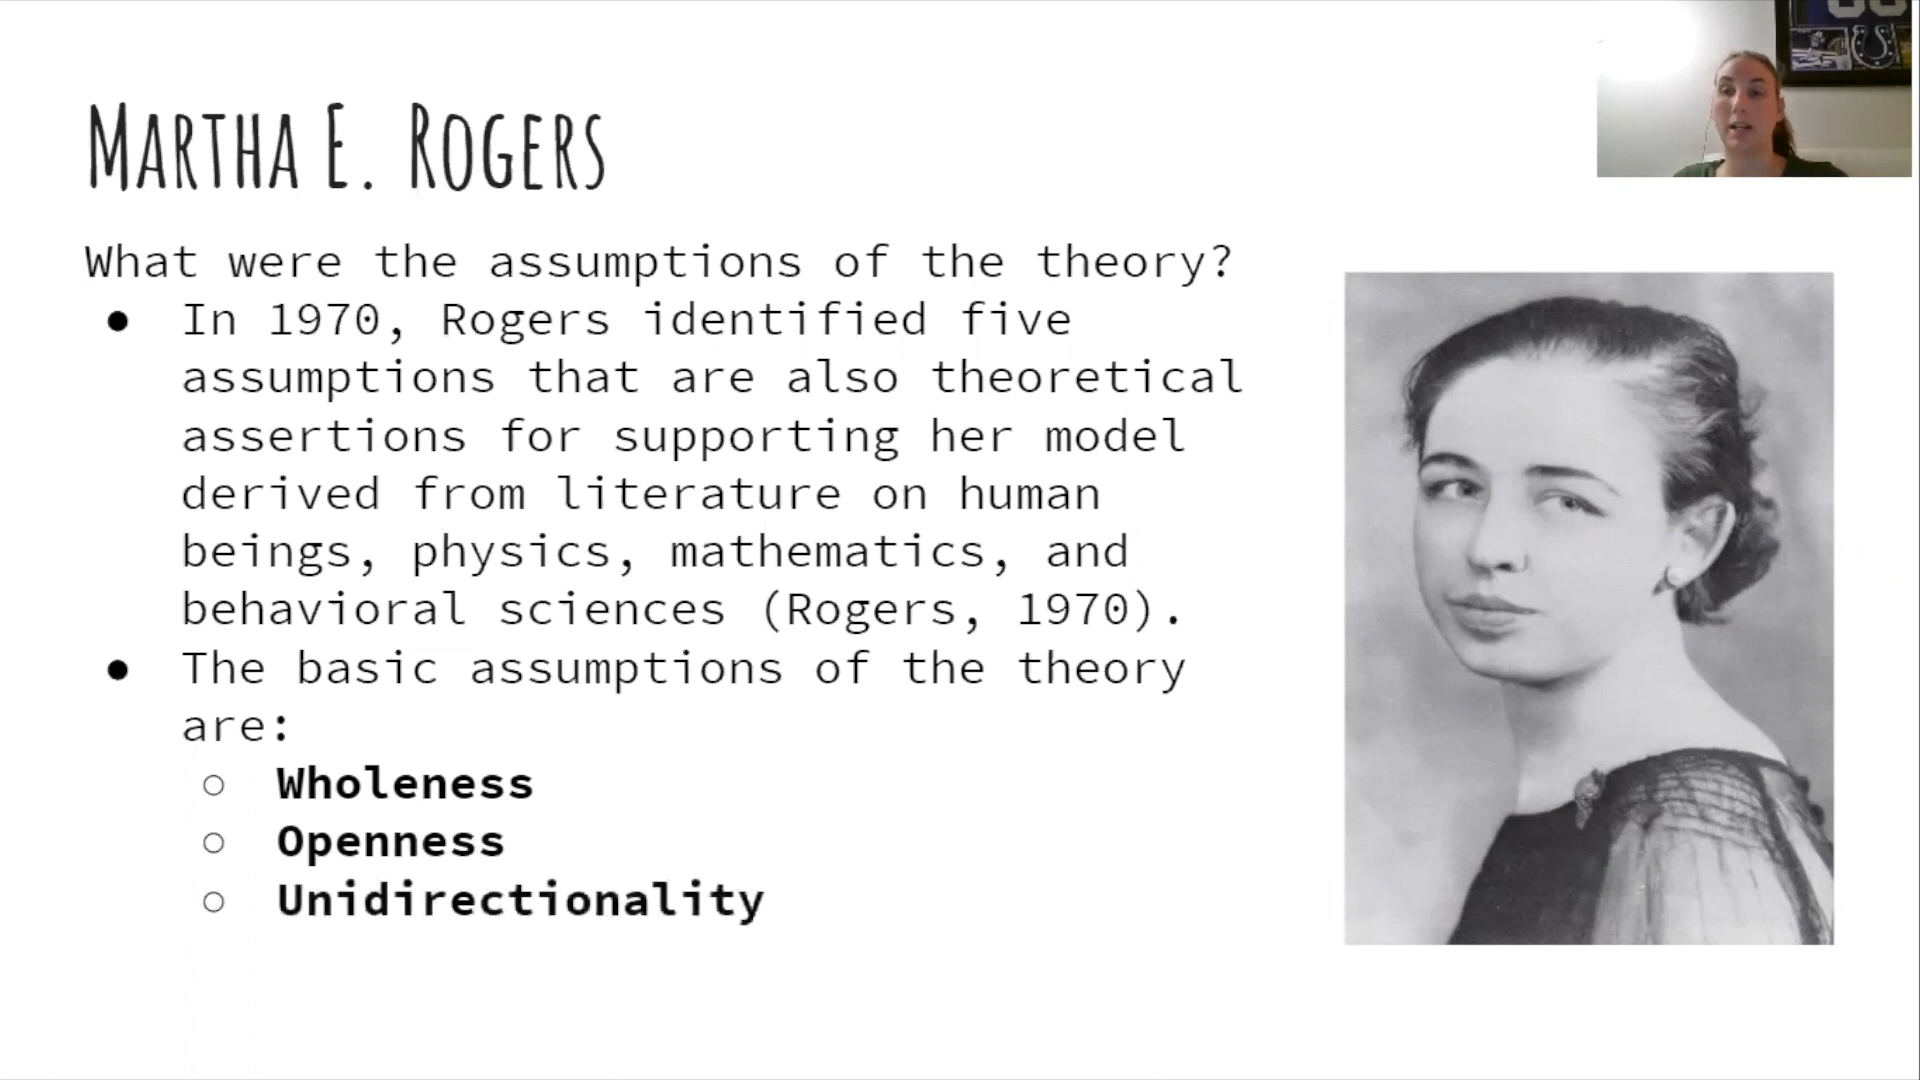 MARTHA E. ROGERS
What were the assumptions of the theory?
● In 1970, Rogers identified five
assumptions that are also theoretical
assertions for supporting her model
derived from literature on human
beings, physics, mathematics, and
behavioral sciences (Rogers, 1970).
● The basic assumptions of the theory
are:
○ Wholeness
○ Openness
○ Unidirectionality